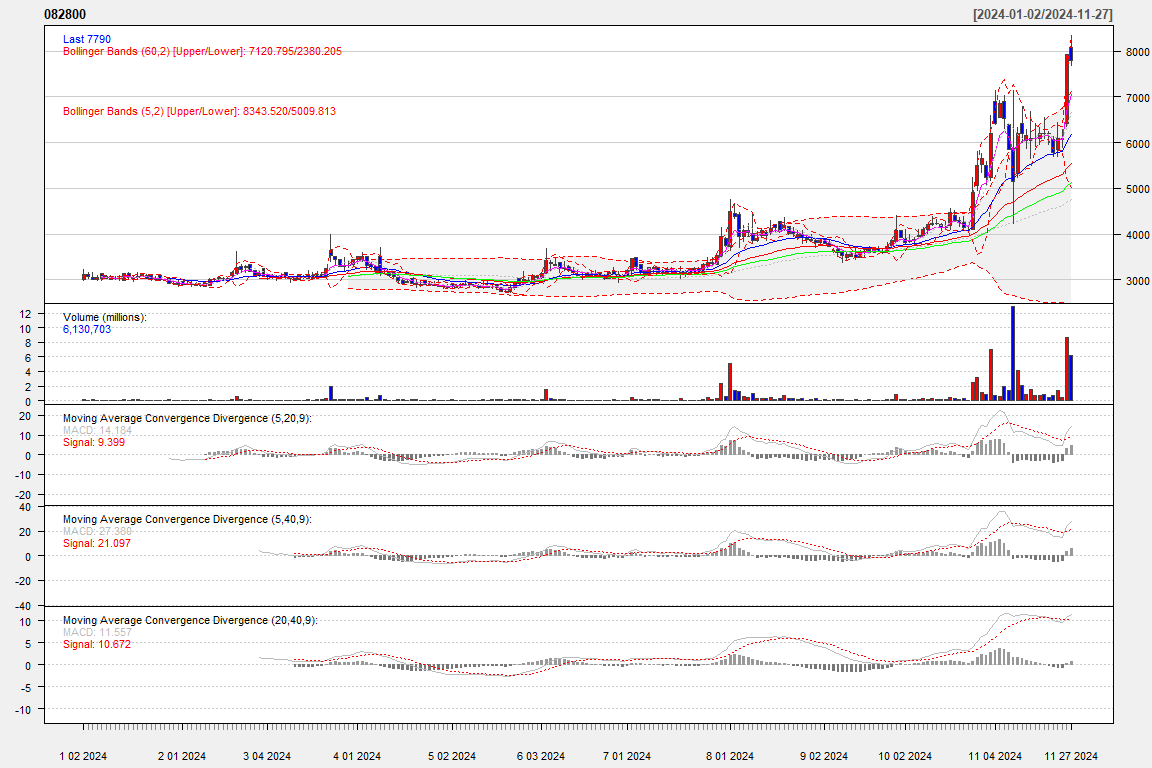 082800 [2024-01-02/2024-11-27]
Last 7790
Bollinger Bands (60,2) [Upper/Lower]: 7120.795/2380.205
Bollinger Bands (5,2) [Upper/Lower]: 8343.520/5009.813
8000
7000
6000
5000
4000
3000
Volume (millions):
6,130,703
12
10
8
6
4
2
0
Moving Average Convergence Divergence (5,20,9):
MACD: 14.184
Signal: 9.399
20
10
0
-10
-20
Moving Average Convergence Divergence (5,40,9):
MACD: 27.380
Signal: 21.097
40
20
0
-20
-40
Moving Average Convergence Divergence (20,40,9):
MACD: 11.557
Signal: 10.672
10
5
0
-5
-10
1 02 2024 2 01 2024 3 04 2024 4 01 2024 5 02 2024 6 03 2024 7 01 2024 8 01 2024 9 02 2024 10 02 2024 11 04 2024 11 27 2024